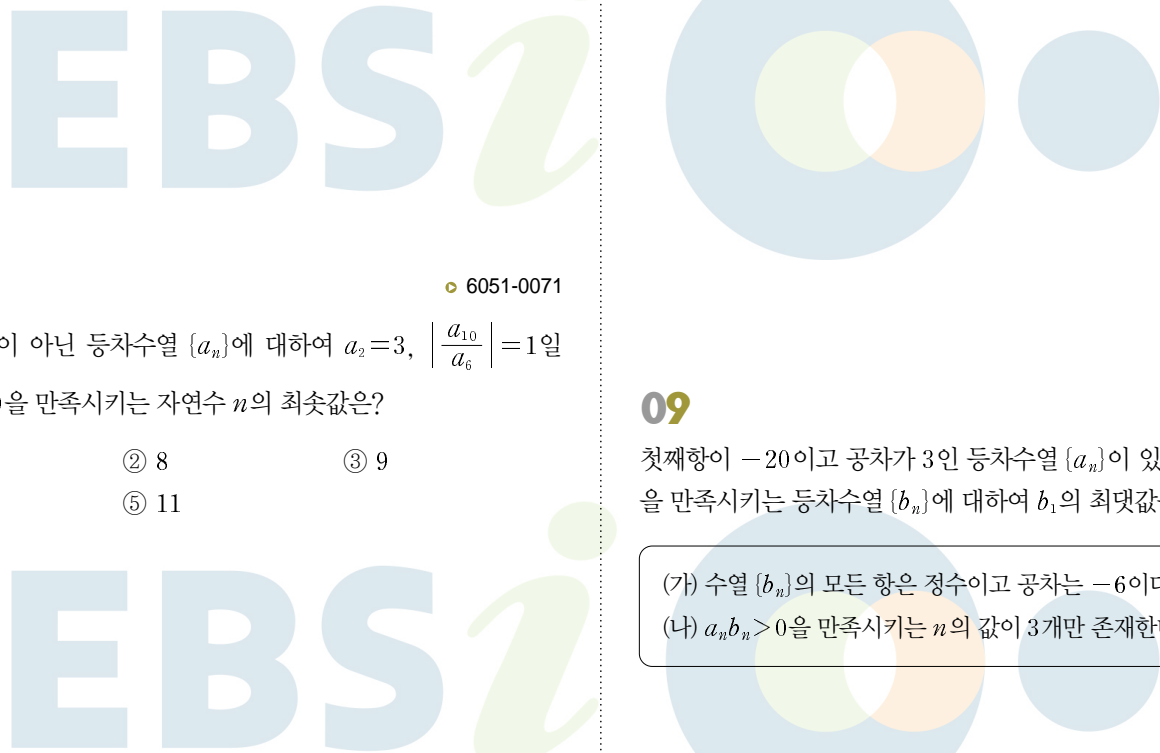 EBSi
6051-0071
이 아닌 등차수열 {aₙ}에 대하여 a₂=3, |a₁₀/a₆|=1일
을 만족시키는 자연수 n의 최솟값은?
② 8 ③ 9
⑤ 11
EBSi
09
첫째항이 -20이고 공차가 3인 등차수열 {aₙ}이 있
을 만족시키는 등차수열 {bₙ}에 대하여 b₁의 최댓값
(가) 수열 {bₙ}의 모든 항은 정수이고 공차는 -6이다
(나) aₙbₙ>0을 만족시키는 n의 값이 3개만 존재한